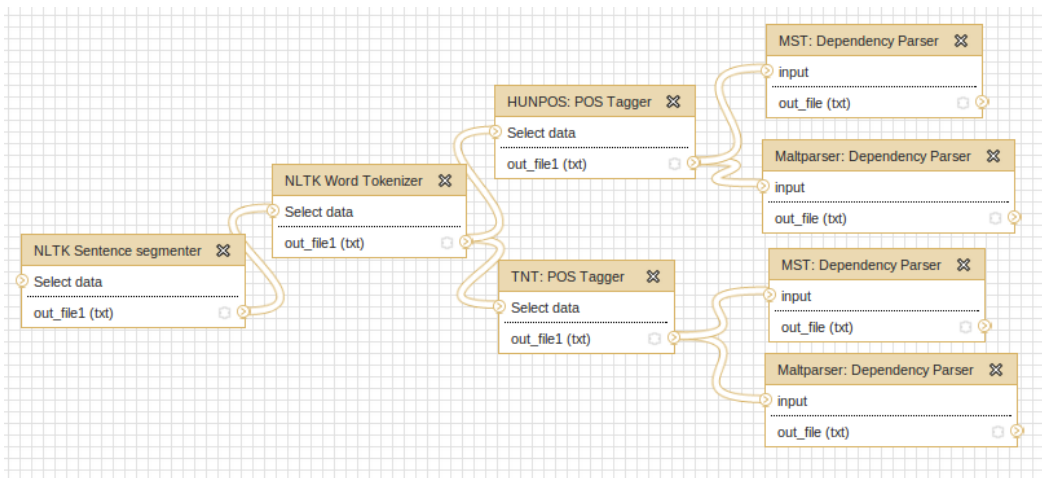 NLTK Sentence segmenter
Select data
out_file1 (txt)
NLTK Word Tokenizer
Select data
out_file1 (txt)
HUNPOS: POS Tagger
Select data
out_file1 (txt)
TNT: POS Tagger
Select data
out_file1 (txt)
MST: Dependency Parser
input
out_file (txt)
Maltparser: Dependency Parser
input
out_file (txt)
MST: Dependency Parser
input
out_file (txt)
Maltparser: Dependency Parser
input
out_file (txt)